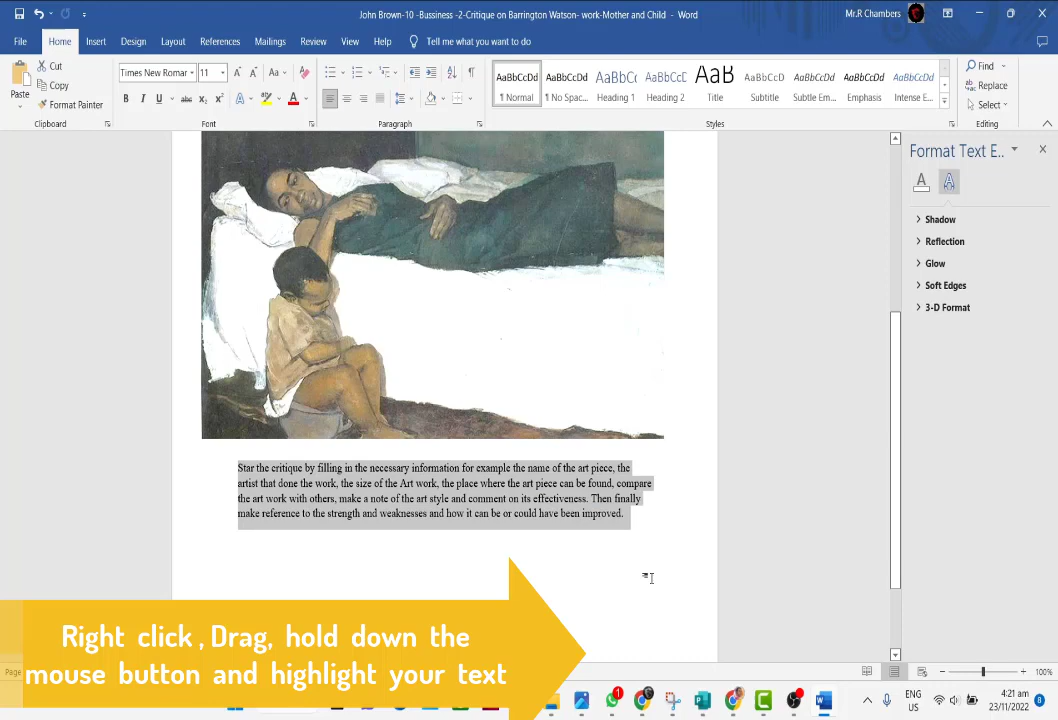 John Brown-10 -Bussiness -2-Critique on Barrington Watson- work-Mother and Child - Word
Mr.R Chambers
File Home Insert Design Layout References Mailings Review View Help Tell me what you want to do
Paste
Cut
Copy
Format Painter
Clipboard
Times New Romar 11
Font
Paragraph
AaBbCcDd AaBbCcDd AaBbCc AaBbCcD AaB AaBbCcD AaBbCcDd AaBbCcDd AaBbCcDd
¶ Normal ¶ No Spac... Heading 1 Heading 2 Title Subtitle Subtle Em... Emphasis Intense E...
Styles
Find
Replace
Select
Editing
Format Text E...
Shadow
Reflection
Glow
Soft Edges
3-D Format
Star the critique by filling in the necessary information for example the name of the art piece, the
artist that done the work, the size of the Art work, the place where the art piece can be found, compare
the art work with others, make a note of the art style and comment on its effectiveness. Then finally
make reference to the strength and weaknesses and how it can be or could have been improved.
Right click , Drag, hold down the
mouse button and highlight your text
Page
100%
ENG
US
4:21 am
23/11/2022